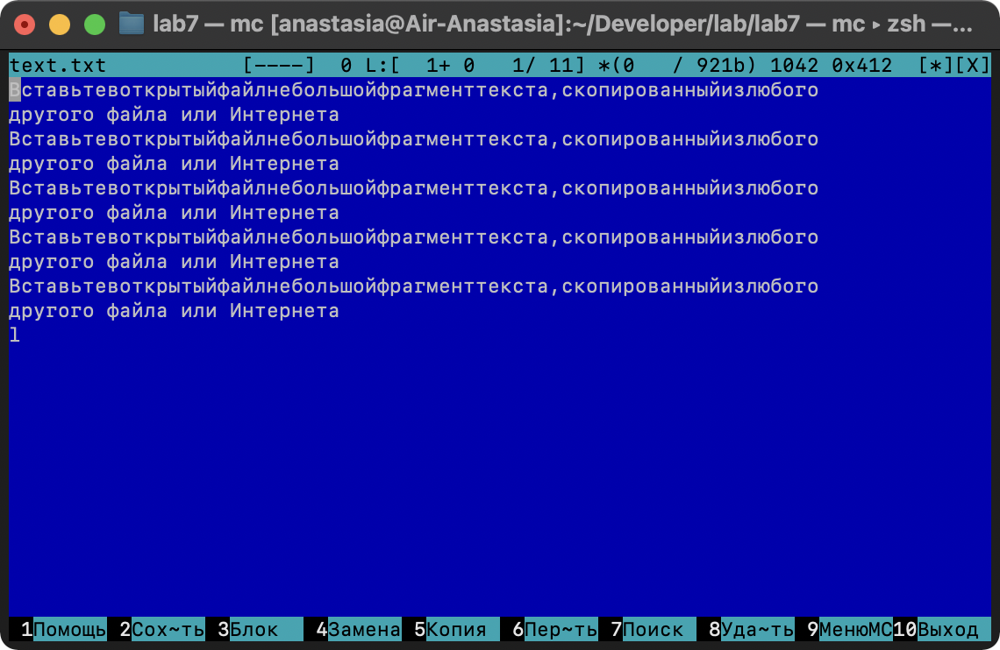 lab7 — mc [anastasia@Air-Anastasia]:~/Developer/lab/lab7 — mc ▸ zsh —...
text.txt [----] 0 L:[ 1+ 0 1/ 11] *(0 / 921b) 1042 0x412 [*][X]
Вставьтевоткрытыйфайлнебольшойфрагменттекста,скопированныйизлюбого
другого файла или Интернета
Вставьтевоткрытыйфайлнебольшойфрагменттекста,скопированныйизлюбого
другого файла или Интернета
Вставьтевоткрытыйфайлнебольшойфрагменттекста,скопированныйизлюбого
другого файла или Интернета
Вставьтевоткрытыйфайлнебольшойфрагменттекста,скопированныйизлюбого
другого файла или Интернета
Вставьтевоткрытыйфайлнебольшойфрагменттекста,скопированныйизлюбого
другого файла или Интернета
l
1Помощь 2Сох~ть 3Блок 4Замена 5Копия 6Пер~ть 7Поиск 8Уда~ть 9МенюMC10Выход